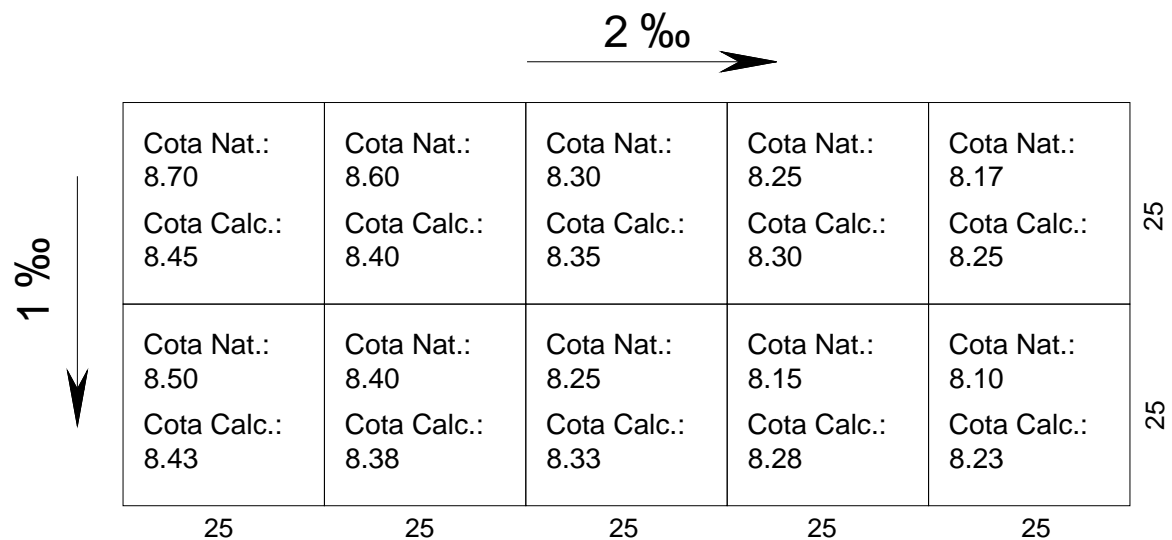 2 ‰
1 ‰
Cota Nat.:
8.70
Cota Calc.:
8.45
Cota Nat.:
8.60
Cota Calc.:
8.40
Cota Nat.:
8.30
Cota Calc.:
8.35
Cota Nat.:
8.25
Cota Calc.:
8.30
Cota Nat.:
8.17
Cota Calc.:
8.25
25
Cota Nat.:
8.50
Cota Calc.:
8.43
Cota Nat.:
8.40
Cota Calc.:
8.38
Cota Nat.:
8.25
Cota Calc.:
8.33
Cota Nat.:
8.15
Cota Calc.:
8.28
Cota Nat.:
8.10
Cota Calc.:
8.23
25
25
25
25
25
25